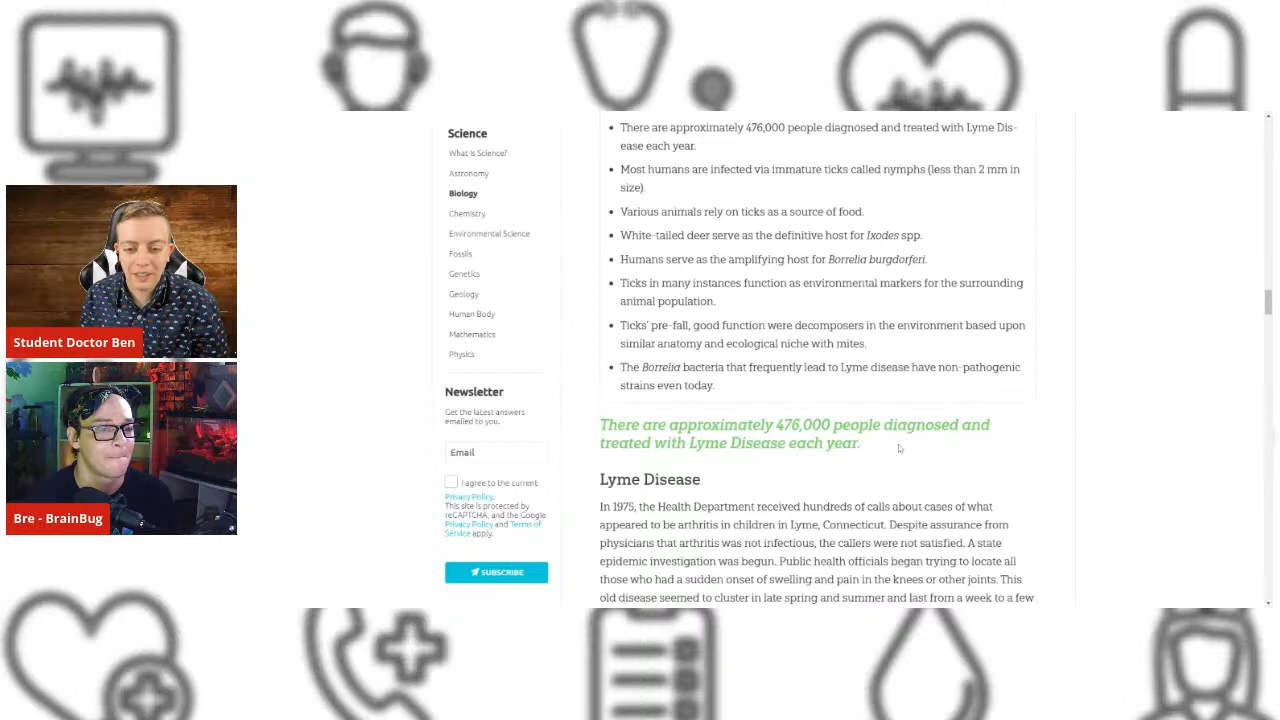 Science
What Is Science?
Astronomy
Biology
Chemistry
Environmental Science
Fossils
Genetics
Geology
Human Body
Mathematics
Physics
Newsletter
Get the latest answers
emailed to you.
Email
I agree to the current
Privacy Policy.
This site is protected by
reCAPTCHA, and the Google
Privacy Policy and Terms of
Service apply.
SUBSCRIBE
There are approximately 476,000 people diagnosed and treated with Lyme Dis-
ease each year.
Most humans are infected via immature ticks called nymphs (less than 2 mm in
size).
Various animals rely on ticks as a source of food.
White-tailed deer serve as the definitive host for Ixodes spp.
Humans serve as the amplifying host for Borrelia burgdorferi.
Ticks in many instances function as environmental markers for the surrounding
animal population.
Ticks' pre-fall, good function were decomposers in the environment based upon
similar anatomy and ecological niche with mites.
The Borrelia bacteria that frequently lead to Lyme disease have non-pathogenic
strains even today.
There are approximately 476,000 people diagnosed and
treated with Lyme Disease each year.
Lyme Disease
In 1975, the Health Department received hundreds of calls about cases of what
appeared to be arthritis in children in Lyme, Connecticut. Despite assurance from
physicians that arthritis was not infectious, the callers were not satisfied. A state
epidemic investigation was begun. Public health officials began trying to locate all
those who had a sudden onset of swelling and pain in the knees or other joints. This
old disease seemed to cluster in late spring and summer and last from a week to a few
Student Doctor Ben
Bre - BrainBug